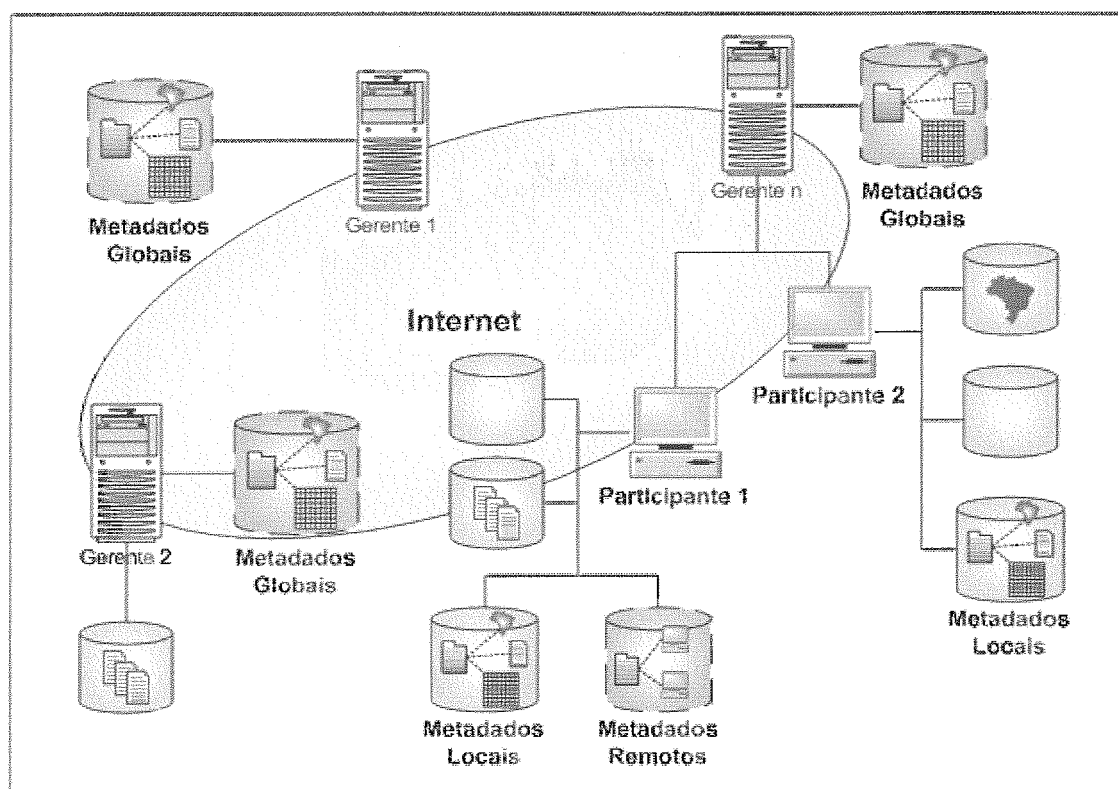 Metadados
Globais
Gerente 1
Gerente n
Metadados
Globais
Internet
Participante 2
Participante 1
Gerente 2
Metadados
Globais
Metadados
Locais
Metadados
Locais
Metadados
Remotos